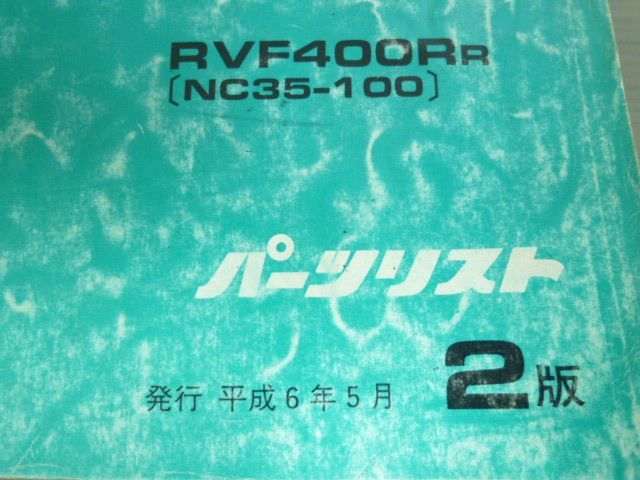 RVF400RR
〔NC35-100〕
パーツリスト
発行 平成6年5月 2版